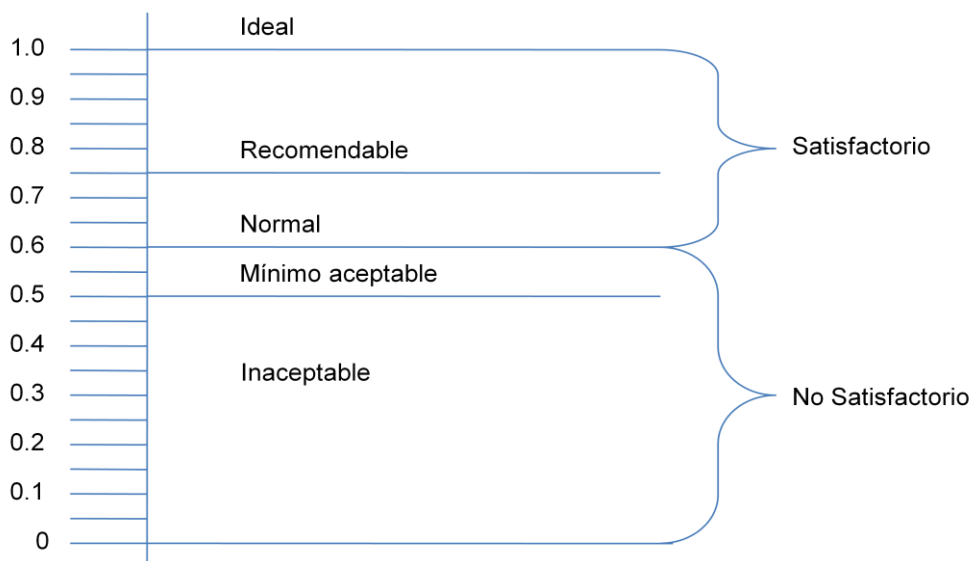 Ideal
1.0
0.9
0.8
Recomendable
Satisfactorio
0.7
Normal
0.6
Mínimo aceptable
0.5
0.4
Inaceptable
0.3
No Satisfactorio
0.2
0.1
0